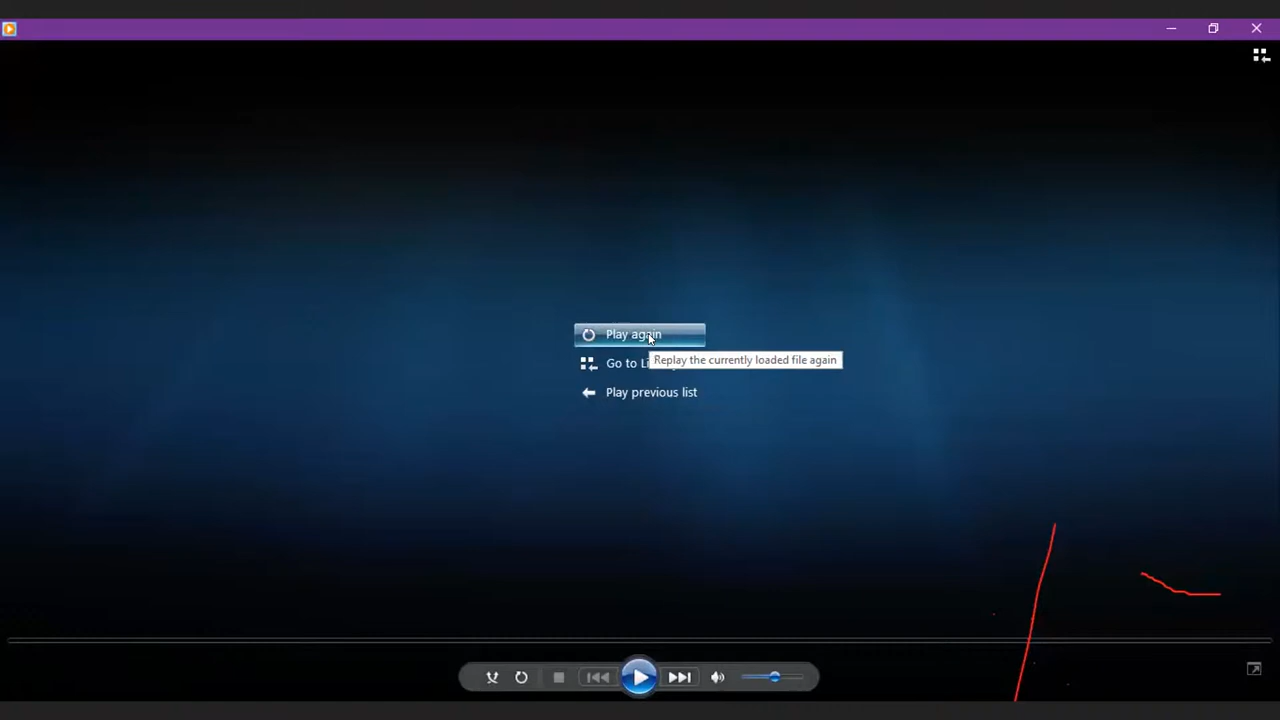 Play again
Replay the currently loaded file again
Go to
Play previous list